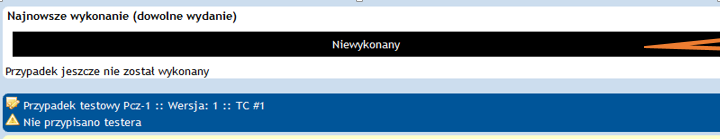 Najnowsze wykonanie (dowolne wydanie)
Niewykonany
Przypadek jeszcze nie został wykonany
Przypadek testowy Pcz-1 :: Wersja: 1 :: TC #1
Nie przypisano testera